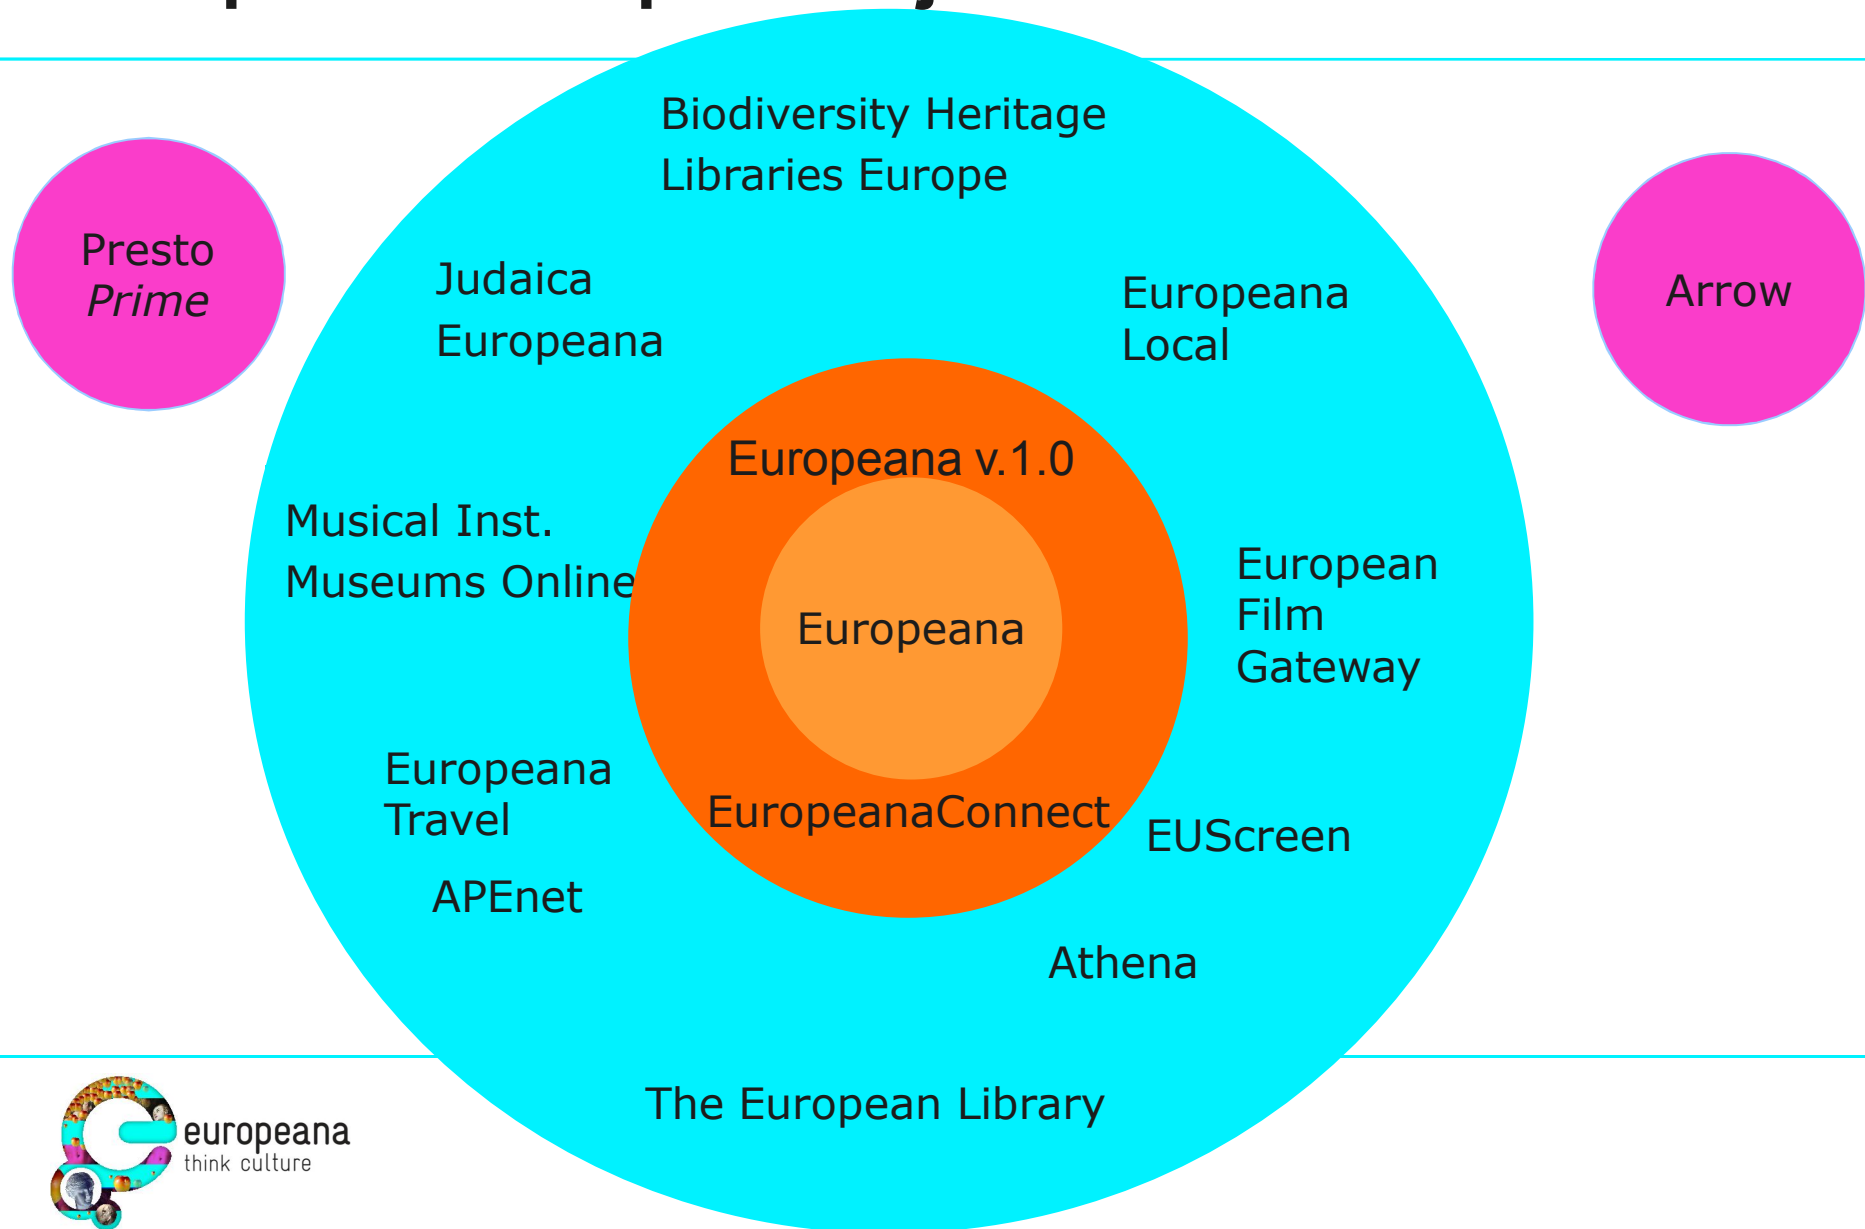 Biodiversity Heritage
Libraries Europe
Presto
Prime
Judaica
Europeana
Europeana
Local
Arrow
Europeana v.1.0
Musical Inst.
Museums Online
European
Film
Gateway
Europeana
Europeana
Travel
EuropeanaConnect
EUScreen
APEnet
Athena
The European Library
europeana
think culture